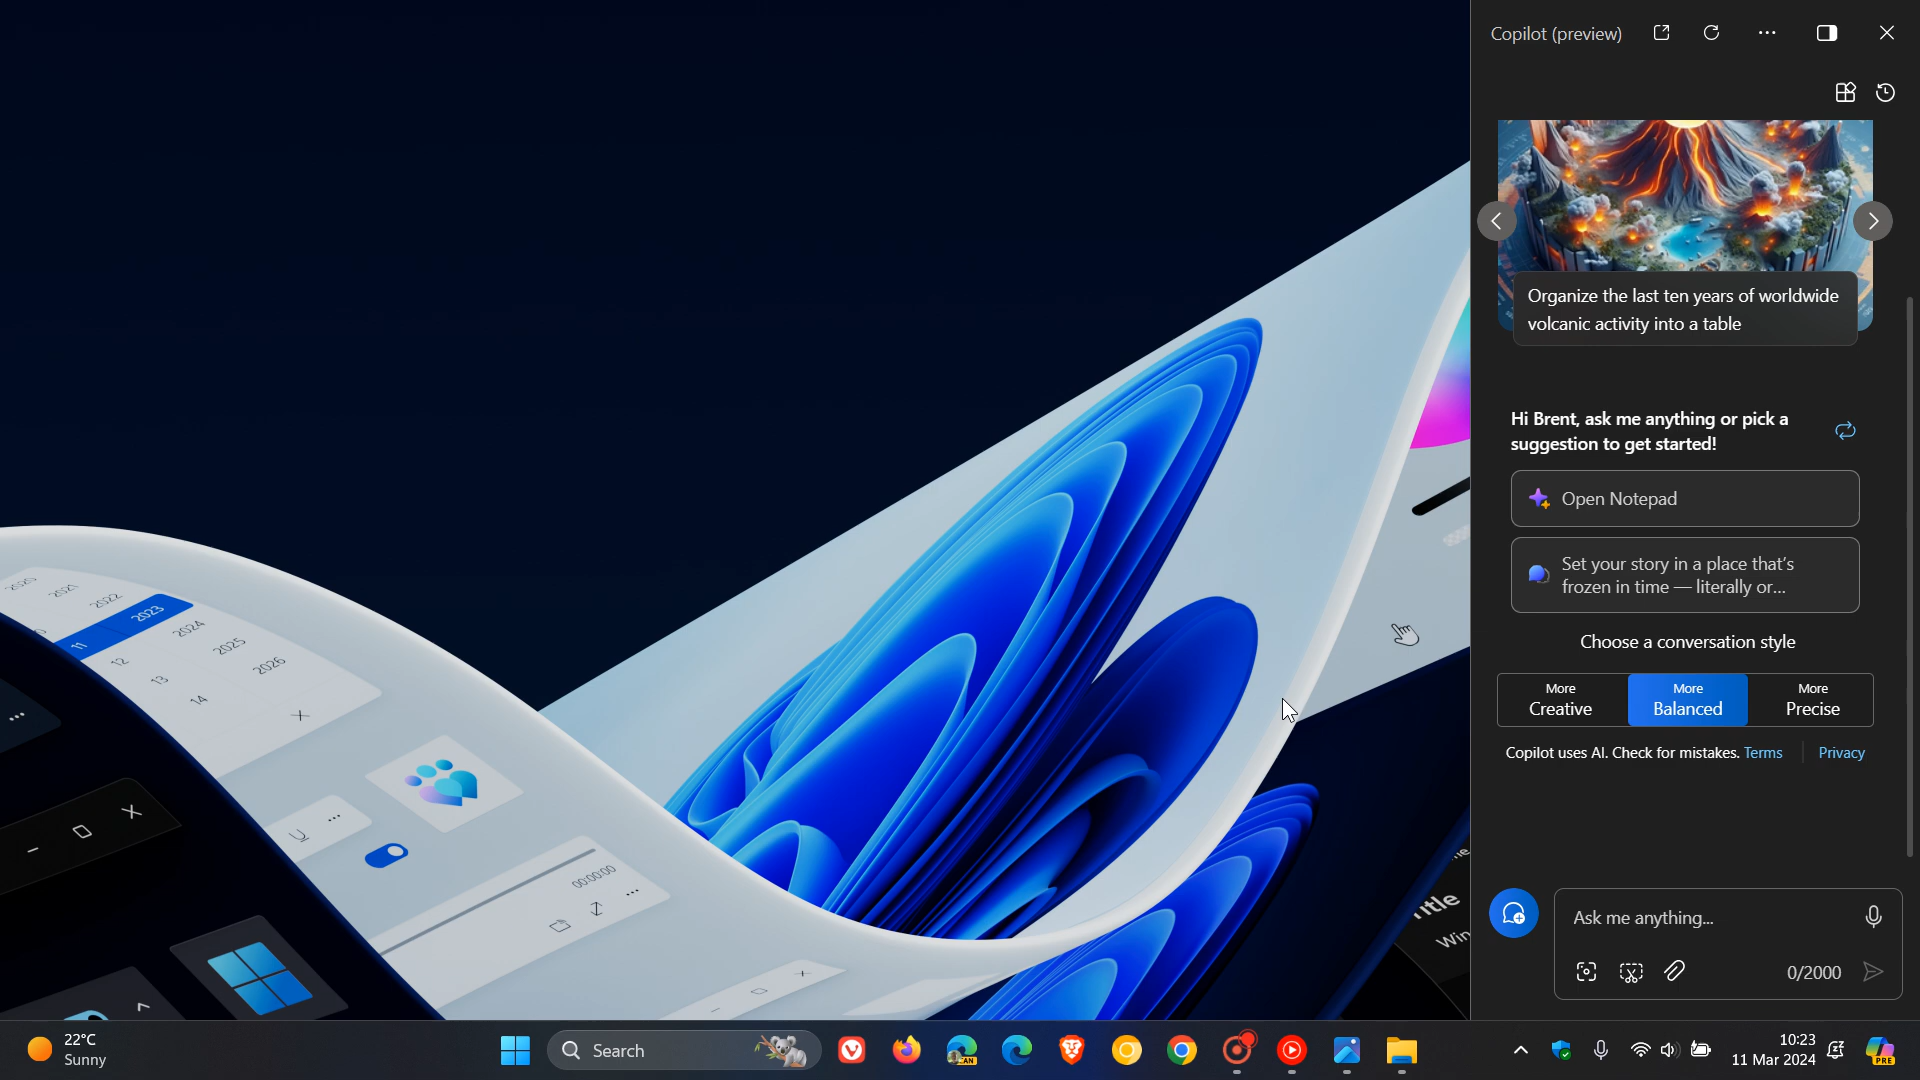 Copilot (preview)
Organize the last ten years of worldwide
volcanic activity into a table
Hi Brent, ask me anything or pick a
suggestion to get started!
Open Notepad
Set your story in a place that's
frozen in time — literally or...
Choose a conversation style
More
Creative
More
Balanced
More
Precise
Copilot uses AI. Check for mistakes. Terms
Privacy
Ask me anything...
0/2000
2020
2021
2022
11 2023
12 2024
13 2025
14 2026
00:00:00
Title
22°C
Sunny
Search
CAN
10:23
11 Mar 2024
PRE